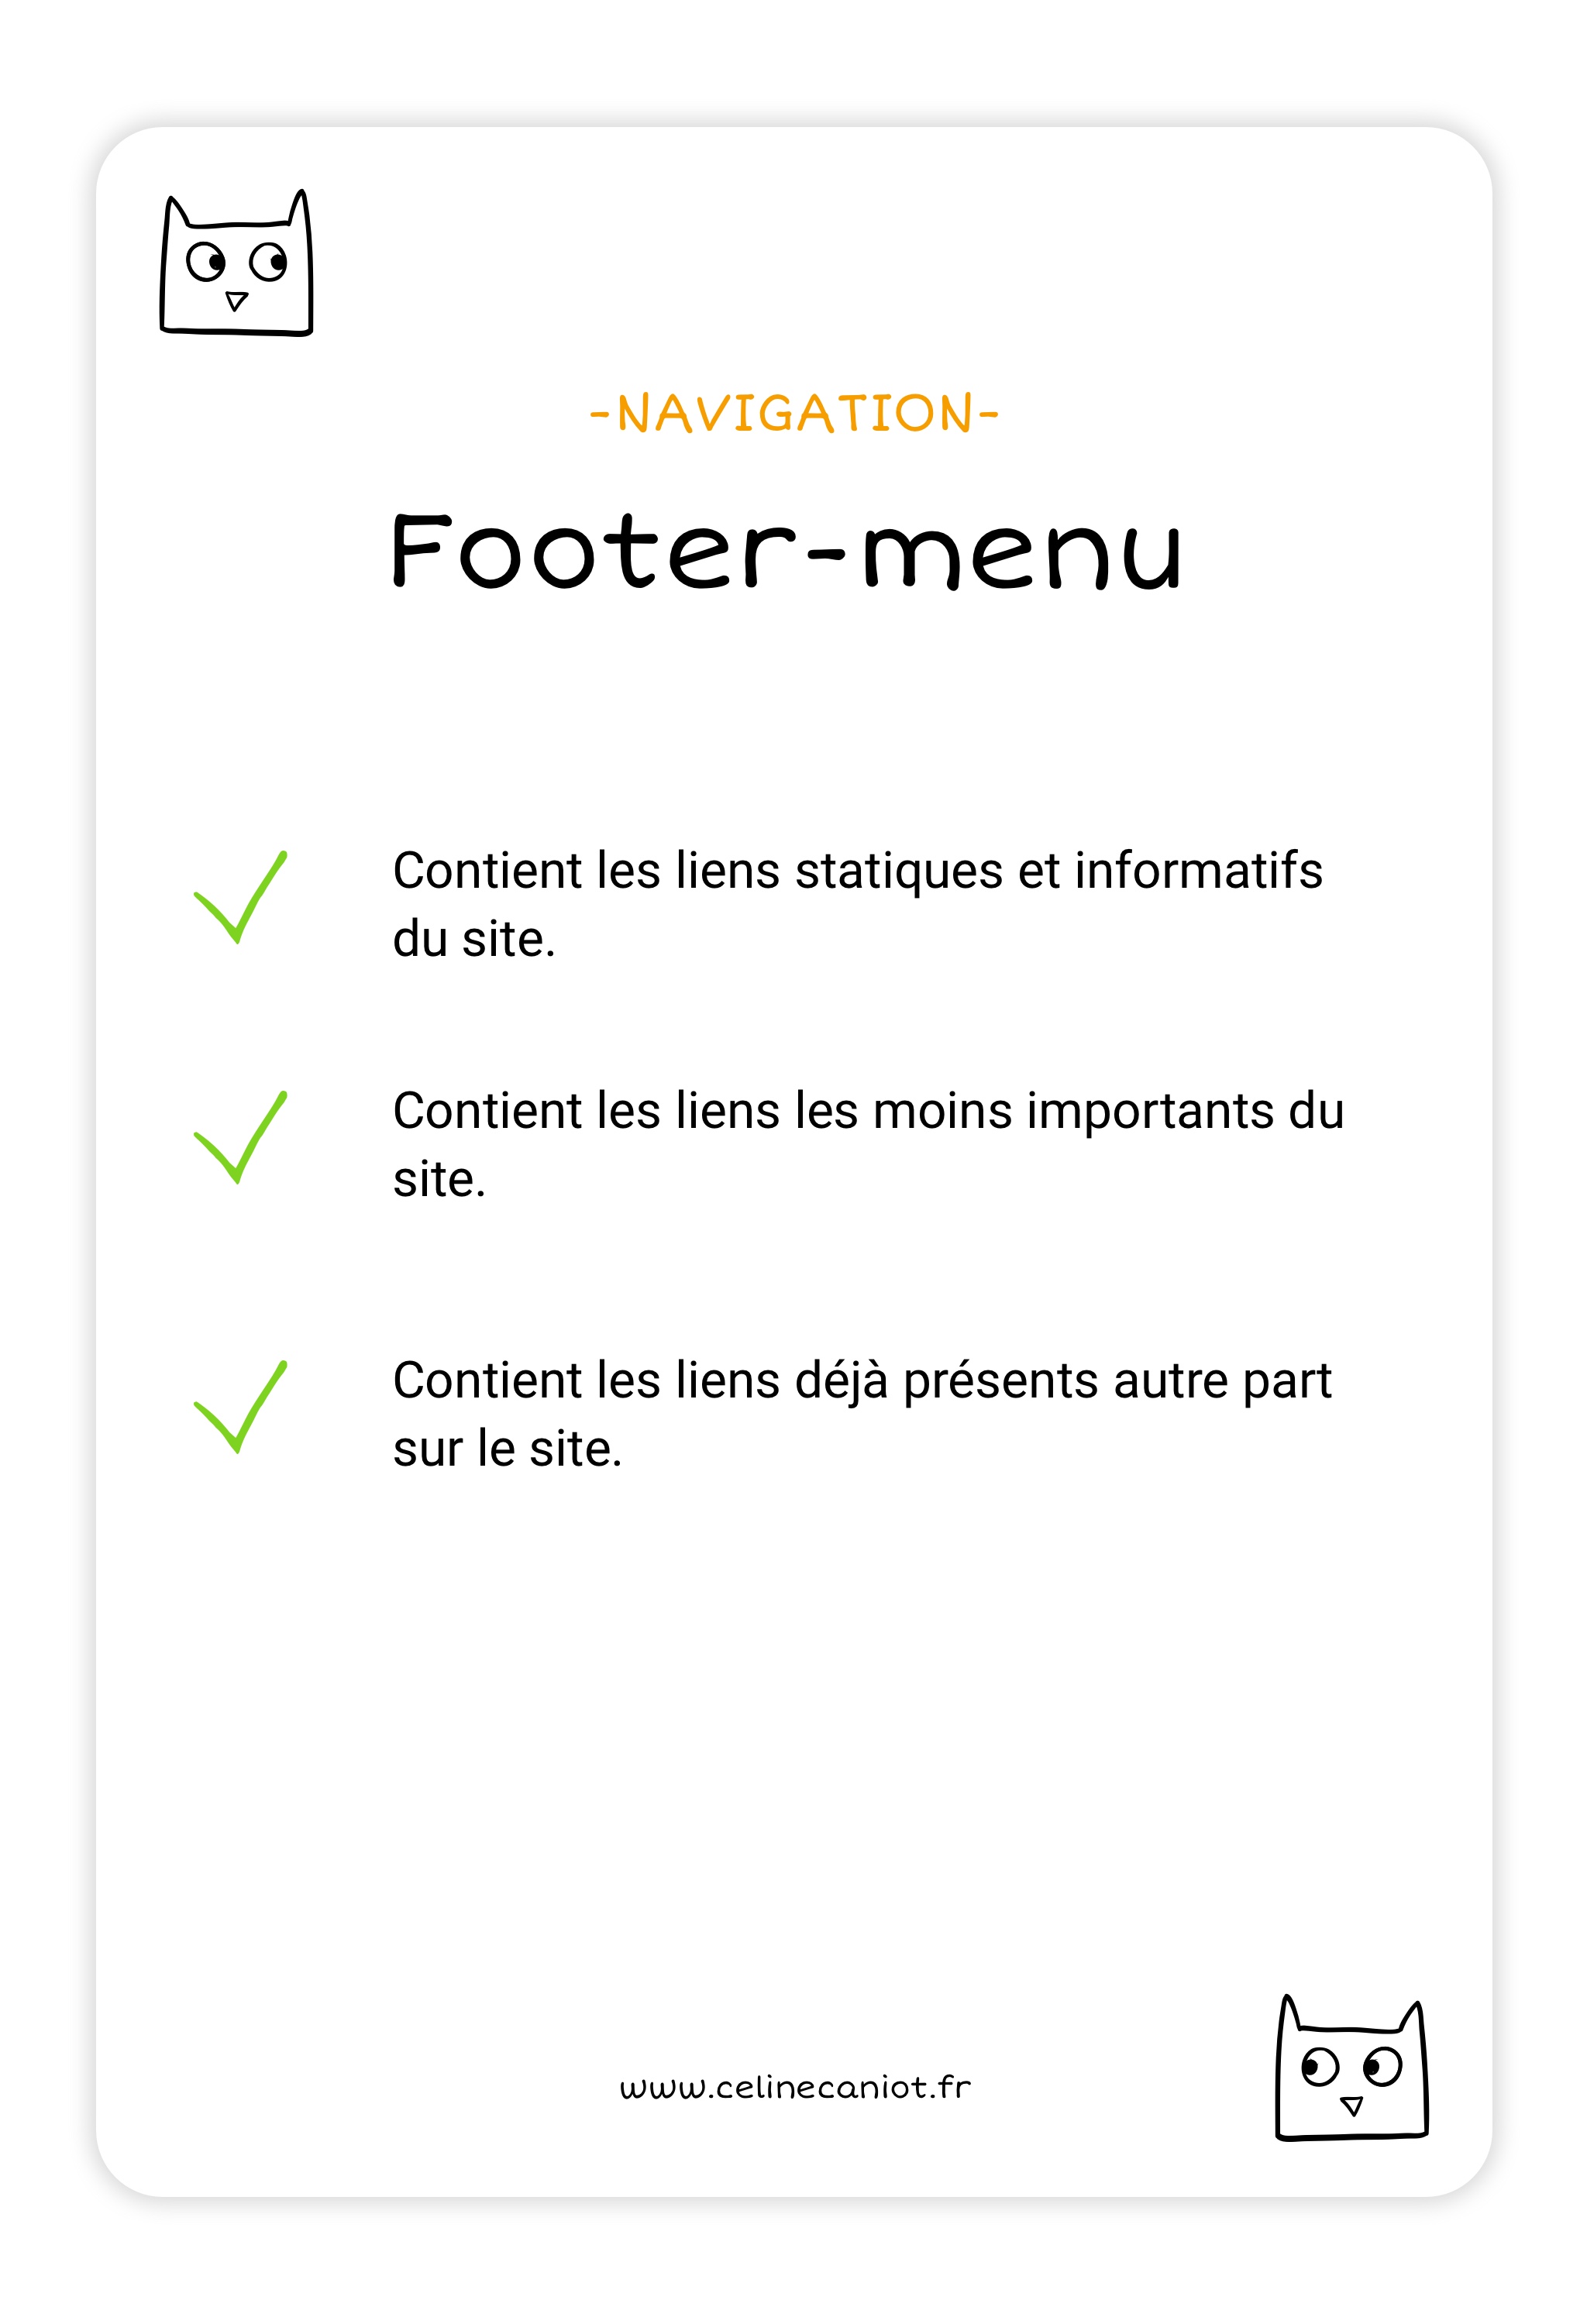 -NAVIGATION-
Footer-menu
Contient les liens statiques et informatifs
du site.
Contient les liens les moins importants du
site.
Contient les liens déjà présents autre part
sur le site.
www.celinecaniot.fr